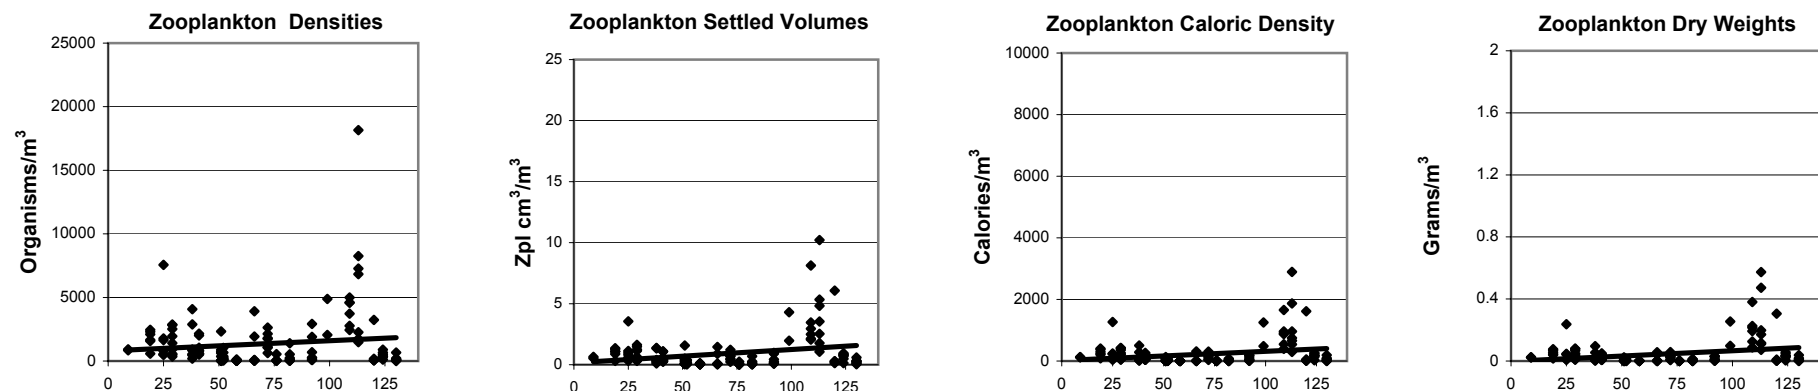 Zooplankton Densities
25000
20000
15000
10000
5000
0
Organisms/m³
0 25 50 75 100 125
Zooplankton Settled Volumes
25
20
15
10
5
0
Zpl cm³/m³
0 25 50 75 100 125
Zooplankton Caloric Density
10000
8000
6000
4000
2000
0
Calories/m³
0 25 50 75 100 125
Zooplankton Dry Weights
2
1.6
1.2
0.8
0.4
0
Grams/m³
0 25 50 75 100 125